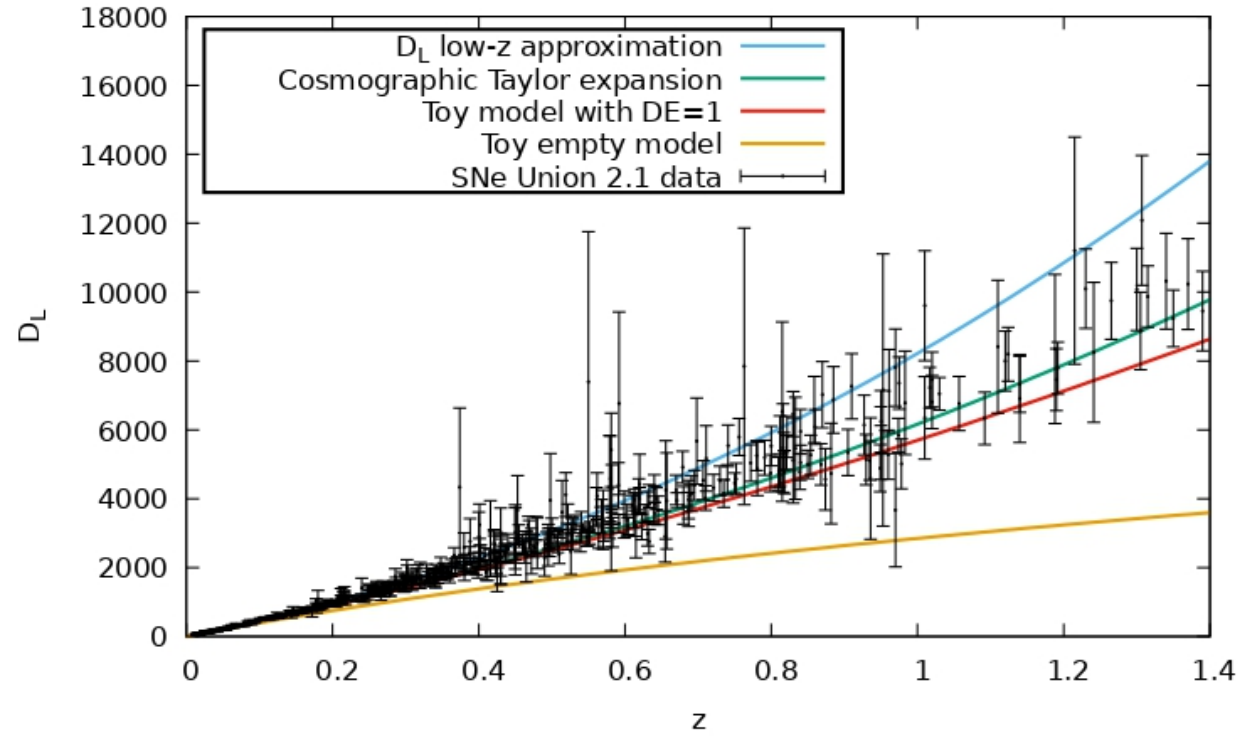 18000
16000
14000
12000
10000
8000
6000
4000
2000
0
D_L
D_L low-z approximation
Cosmographic Taylor expansion
Toy model with DE=1
Toy empty model
SNe Union 2.1 data
0 0.2 0.4 0.6 0.8 1 1.2 1.4
z